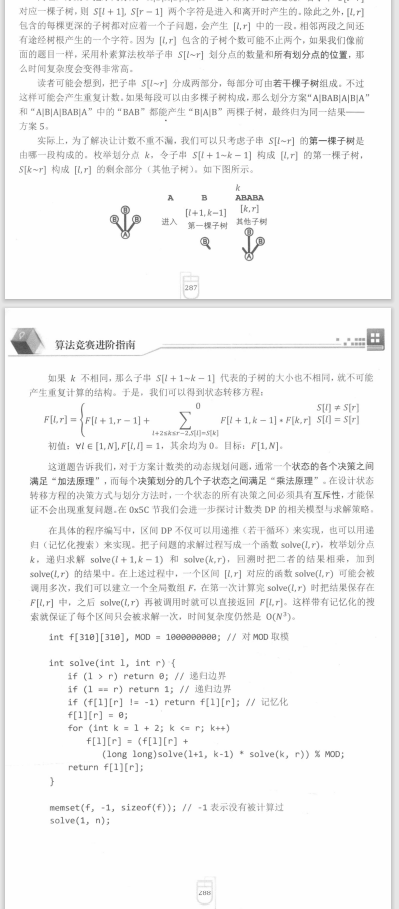 对应一棵子树，则 S[l+1], S[r−1] 两个字符是进入和离开时产生的。除此之外，[l,r]
包含的每棵更深的子树都对应着一个子问题，会产生 [l,r] 中的一段。相邻两段之间还
有途经树根产生的一个字符。因为 [l,r] 包含的子树个数可能不止两个，如果我们像前
面的题目一样，采用朴素算法枚举子串 S[l~r] 划分点的数量和所有划分点的位置，那
么时间复杂度会变得非常高。
读者可能会想到，把子串 S[l~r] 分成两部分，每部分可由若干棵子树组成。不过
这样可能会产生重复计数。如果每段可以由多棵子树构成，那么划分方案“A|BAB|A|B|A”
和 “A|B|A|BAB|A” 中的 “BAB” 都能产生 “B|A|B” 两棵子树，最终归为同一结果——
方案 5。
实际上，为了解决让计数不重不漏，我们可以只考虑子串 S[l~r] 的第一棵子树是
由哪一段构成的。枚举划分点 k，令子串 S[l+1~k−1] 构成 [l,r] 的第一棵子树，
S[k~r] 构成 [l,r] 的剩余部分（其他子树）。如下图所示。
k
A B ABABA
[l+1,k−1] [k,r]
进入 第一棵子树 其他子树
B B B A
B
B B A
287
算法竞赛进阶指南
如果 k 不相同，那么子串 S[l+1~k−1] 代表的子树的大小也不相同，就不可能
产生重复计算的结构。于是，我们可以得到状态转移方程：
F[l,r] = { 0 S[l] ≠ S[r]
F[l+1,r−1] + ∑ F[l+1,k−1] * F[k,r] S[l] = S[r]
l+2≤k≤r−2,S[l]=S[k]
初值：∀l ∈ [1,N],F[l,l] = 1，其余均为 0。目标：F[1,N]。
这道题告诉我们，对于方案计数类的动态规划问题，通常一个状态的各个决策之间
满足“加法原理”，而每个决策划分的几个子状态之间满足“乘法原理”。在设计状态
转移方程的决策方式与划分方法时，一个状态的所有决策之间必须具有互斥性，才能保
证不会出现重复问题。在 0x5C 节我们会进一步探讨计数类 DP 的相关模型与求解策略。
在具体的程序编写中，区间 DP 不仅可以用递推（若干循环）来实现，也可以用递
归（记忆化搜索）来实现。把子问题的求解过程写成一个函数 solve(l,r)，枚举划分点
k，递归求解 solve(l+1,k−1) 和 solve(k,r)，回溯时把二者的结果相乘，加到
solve(l,r) 的结果中。在上述过程中，一个区间 [l,r] 对应的函数 solve(l,r) 可能会被
调用多次。我们可以建立一个全局数组 F，在第一次计算完 solve(l,r) 时把结果保存在
F[l,r] 中，之后 solve(l,r) 再被调用时就可以直接返回 F[l,r]。这样带有记忆化的搜
索就保证了每个区间只会被求解一次，时间复杂度仍然是 O(N³)。
int f[310][310], MOD = 1000000000; // 对 MOD 取模
int solve(int l, int r) {
if (l > r) return 0; // 递归边界
if (l == r) return 1; // 递归边界
if (f[l][r] != -1) return f[l][r]; // 记忆化
f[l][r] = 0;
for (int k = l + 2; k <= r; k++)
f[l][r] = (f[l][r] +
(long long)solve(l+1, k-1) * solve(k, r)) % MOD;
return f[l][r];
}
memset(f, -1, sizeof(f)); // -1 表示没有被计算过
solve(1, n);
288